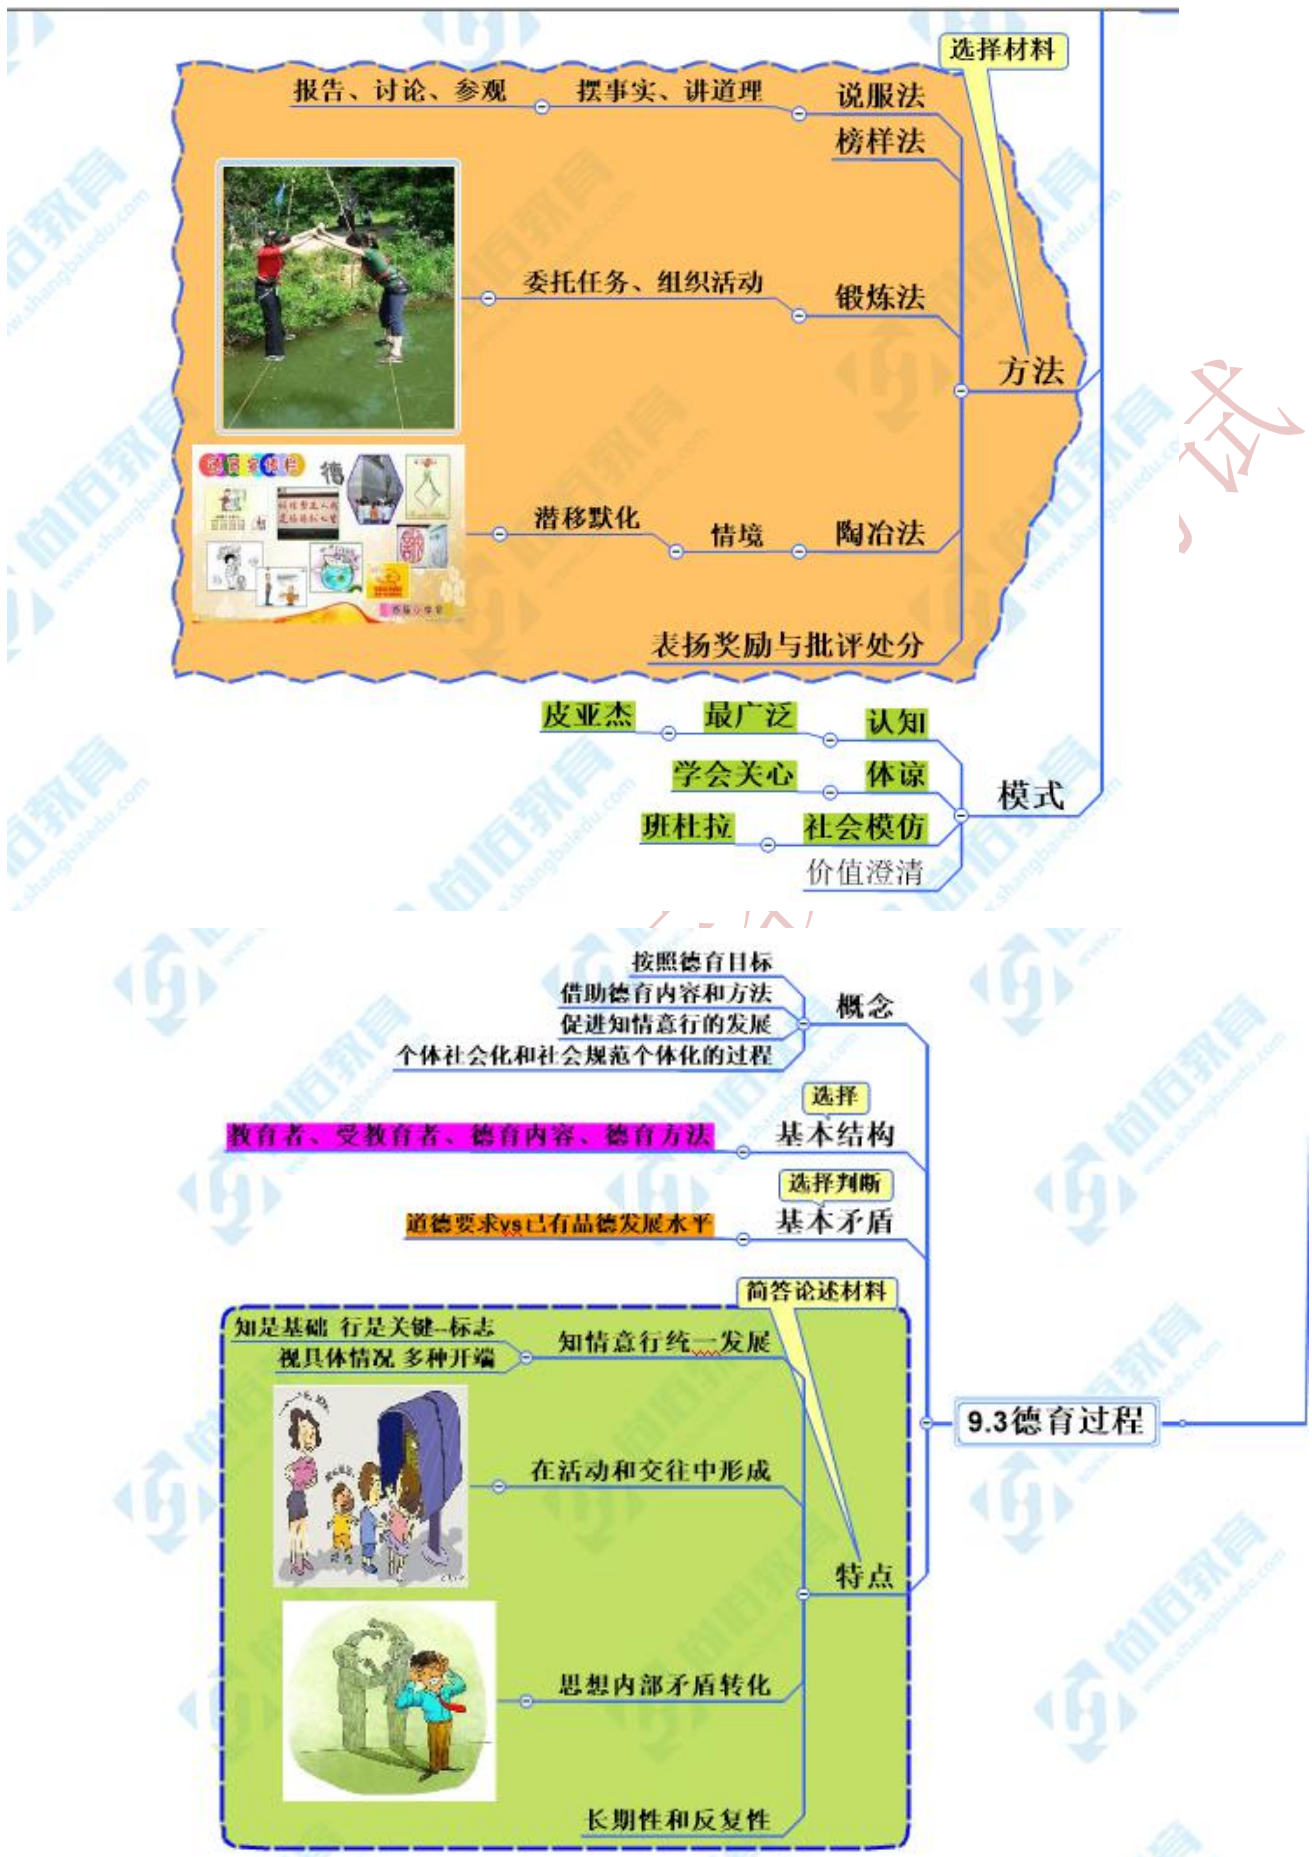 选择材料
报告、讨论、参观 摆事实、讲道理 说服法
榜样法
委托任务、组织活动 锻炼法
方法
德
潜移默化 情境 陶冶法
表扬奖励与批评处分
皮亚杰 最广泛 认知
学会关心 体谅
模式
班杜拉 社会模仿
价值澄清
试
按照德育目标
借助德育内容和方法
概念
促进知情意行的发展
个体社会化和社会规范个体化的过程
选择
教育者、受教育者、德育内容、德育方法 基本结构
选择判断
道德要求vs已有品德发展水平 基本矛盾
简答论述材料
知是基础 行是关键--标志
知情意行统一发展
视具体情况 多种开端
9.3德育过程
在活动和交往中形成
特点
思想内部矛盾转化
长期性和反复性
尚佰教育
www.shangbaiedu.com